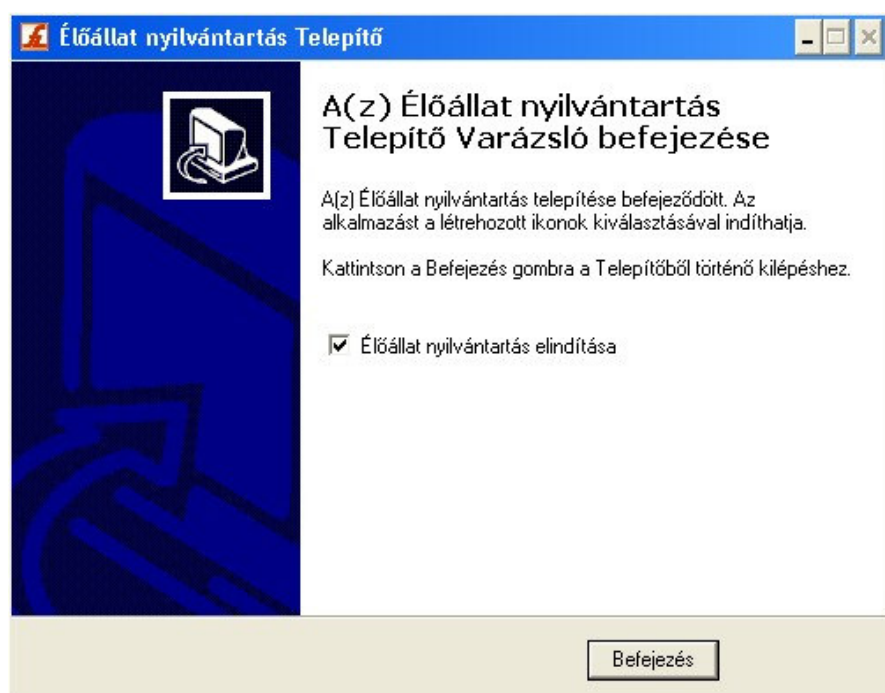 Élőállat nyilvántartás Telepítő
A(z) Élőállat nyilvántartás
Telepítő Varázsló befejezése
A(z) Élőállat nyilvántartás telepítése befejeződött. Az
alkalmazást a létrehozott ikonok kiválasztásával indíthatja.
Kattintson a Befejezés gombra a Telepítőből történő kilépéshez.
Élőállat nyilvántartás elindítása
Befejezés